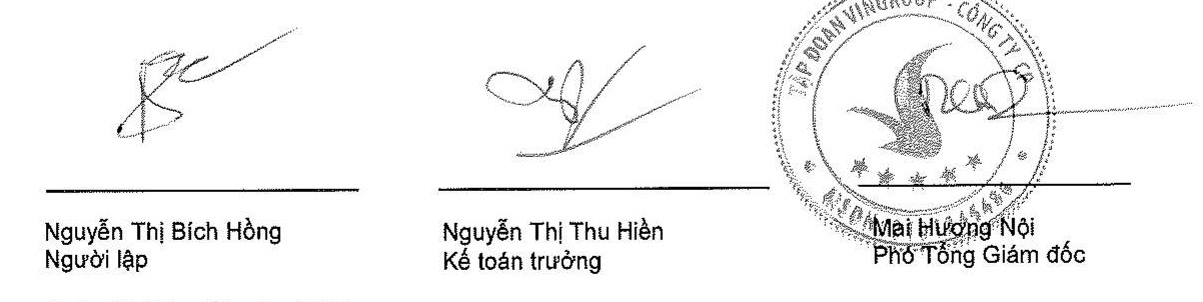 TẬP ĐOÀN VINGROUP - CÔNG TY CP
Nguyễn Thị Bích Hồng
Người lập
Nguyễn Thị Thu Hiền
Kế toán trưởng
Mai Hương Nội
Phó Tổng Giám đốc